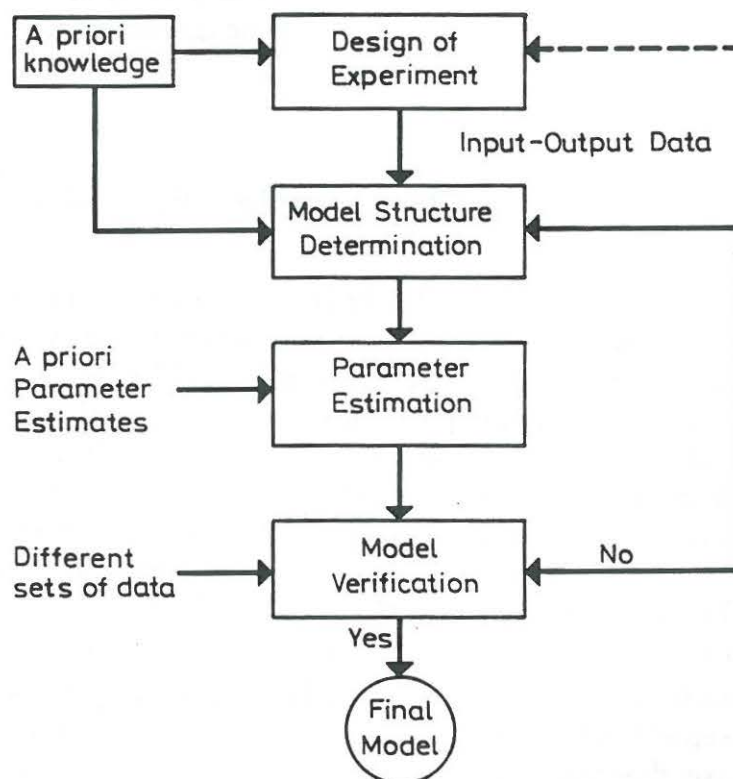 A priori
knowledge
Design of
Experiment
Input-Output Data
Model Structure
Determination
A priori
Parameter
Estimates
Parameter
Estimation
Different
sets of data
Model
Verification
No
Yes
Final
Model